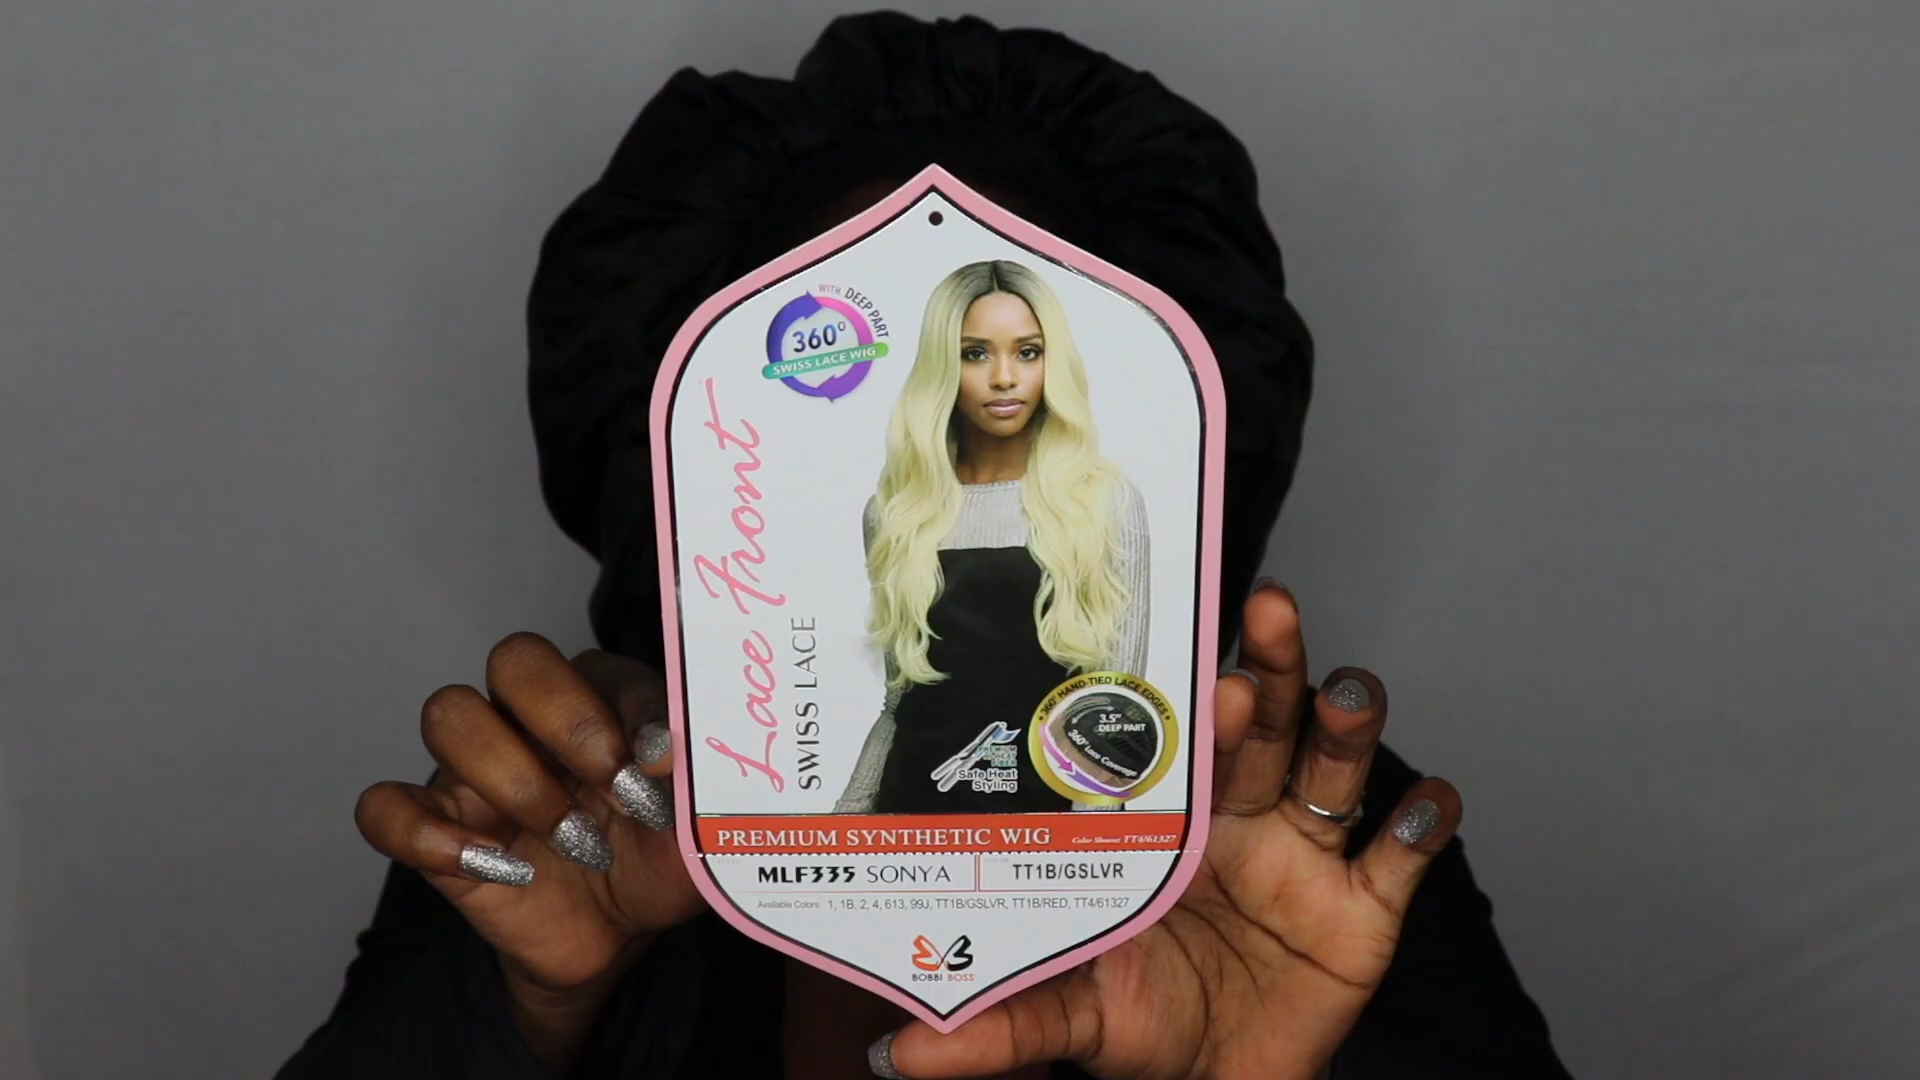 WITH DEEP PART
360°
SWISS LACE WIG
Lace Front
SWISS LACE
360° HAND-TIED LACE EDGES
3.5"
DEEP PART
360° Lace Coverage
PREMIUM
FIBER
Safe Heat
Styling
PREMIUM SYNTHETIC WIG
Color Shown: TT4/61327
MLF335 SONYA
TT1B/GSLVR
Available Colors: 1, 1B, 2, 4, 613, 99J, TT1B/GSLVR, TT1B/RED, TT4/61327
BOBBI BOSS